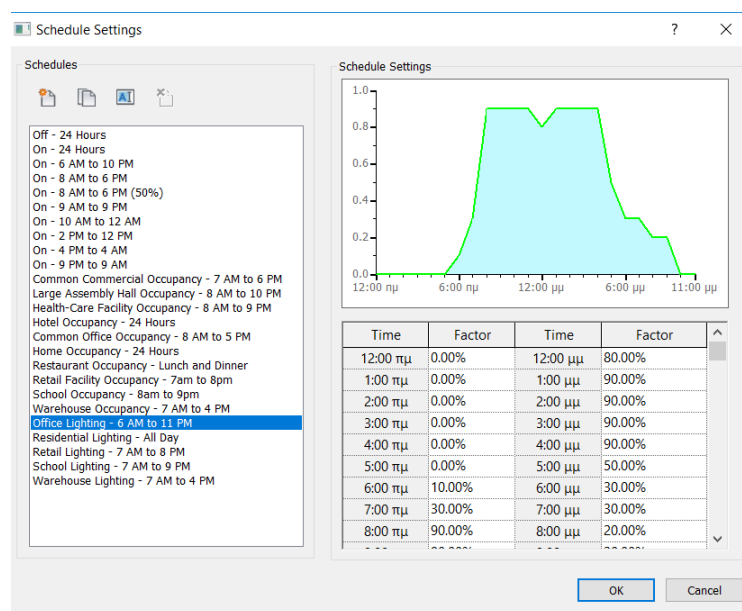 Schedule Settings
?
Schedules
Off - 24 Hours
On - 24 Hours
On - 6 AM to 10 PM
On - 8 AM to 6 PM
On - 8 AM to 6 PM (50%)
On - 9 AM to 9 PM
On - 10 AM to 12 AM
On - 2 PM to 12 PM
On - 4 PM to 4 AM
On - 9 PM to 9 AM
Common Commercial Occupancy - 7 AM to 6 PM
Large Assembly Hall Occupancy - 8 AM to 10 PM
Health-Care Facility Occupancy - 8 AM to 9 PM
Hotel Occupancy - 24 Hours
Common Office Occupancy - 8 AM to 5 PM
Home Occupancy - 24 Hours
Restaurant Occupancy - Lunch and Dinner
Retail Facility Occupancy - 7am to 8pm
School Occupancy - 8am to 9pm
Warehouse Occupancy - 7 AM to 4 PM
Office Lighting - 6 AM to 11 PM
Residential Lighting - All Day
Retail Lighting - 7 AM to 8 PM
School Lighting - 7 AM to 9 PM
Warehouse Lighting - 7 AM to 4 PM
Schedule Settings
1.0
0.8
0.6
0.4
0.2
0.0
12:00 πμ 6:00 πμ 12:00 μμ 6:00 μμ 11:00 μμ
Time Factor Time Factor
12:00 πμ 0.00% 12:00 μμ 80.00%
1:00 πμ 0.00% 1:00 μμ 90.00%
2:00 πμ 0.00% 2:00 μμ 90.00%
3:00 πμ 0.00% 3:00 μμ 90.00%
4:00 πμ 0.00% 4:00 μμ 90.00%
5:00 πμ 0.00% 5:00 μμ 50.00%
6:00 πμ 10.00% 6:00 μμ 30.00%
7:00 πμ 30.00% 7:00 μμ 30.00%
8:00 πμ 90.00% 8:00 μμ 20.00%
OK Cancel